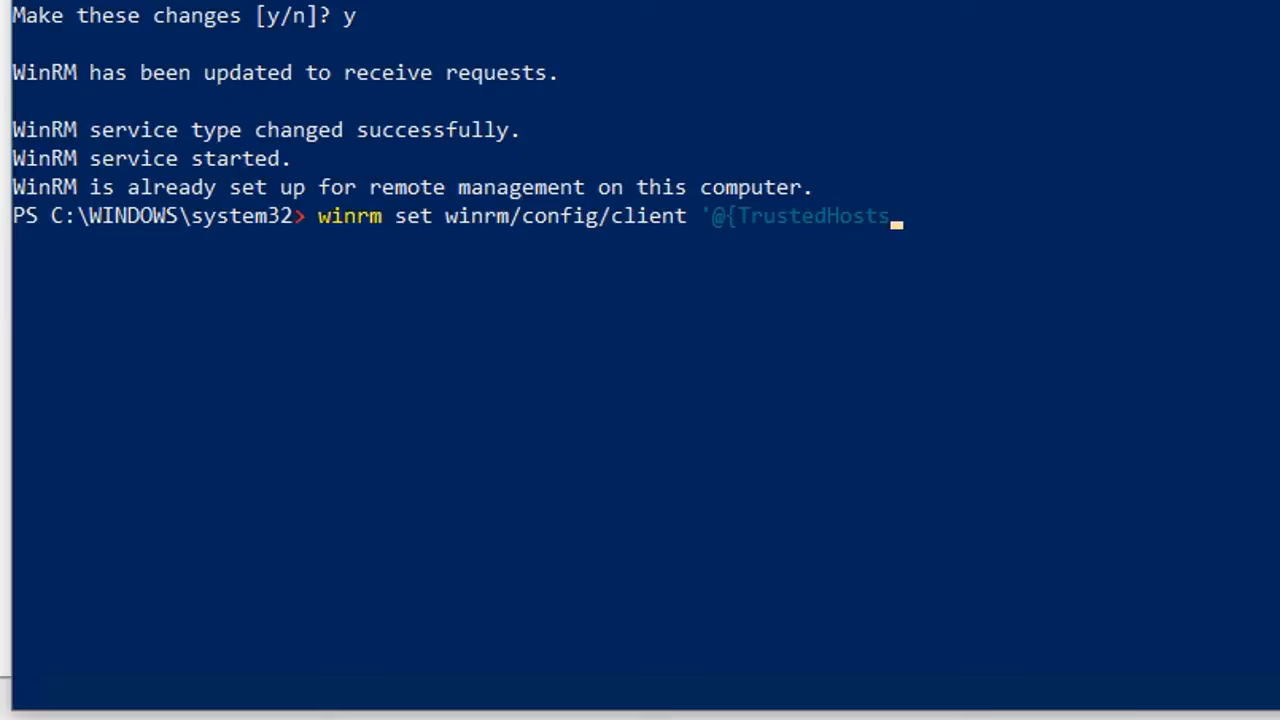 Make these changes [y/n]? y
WinRM has been updated to receive requests.
WinRM service type changed successfully.
WinRM service started.
WinRM is already set up for remote management on this computer.
PS C:\WINDOWS\system32> winrm set winrm/config/client '@{TrustedHosts